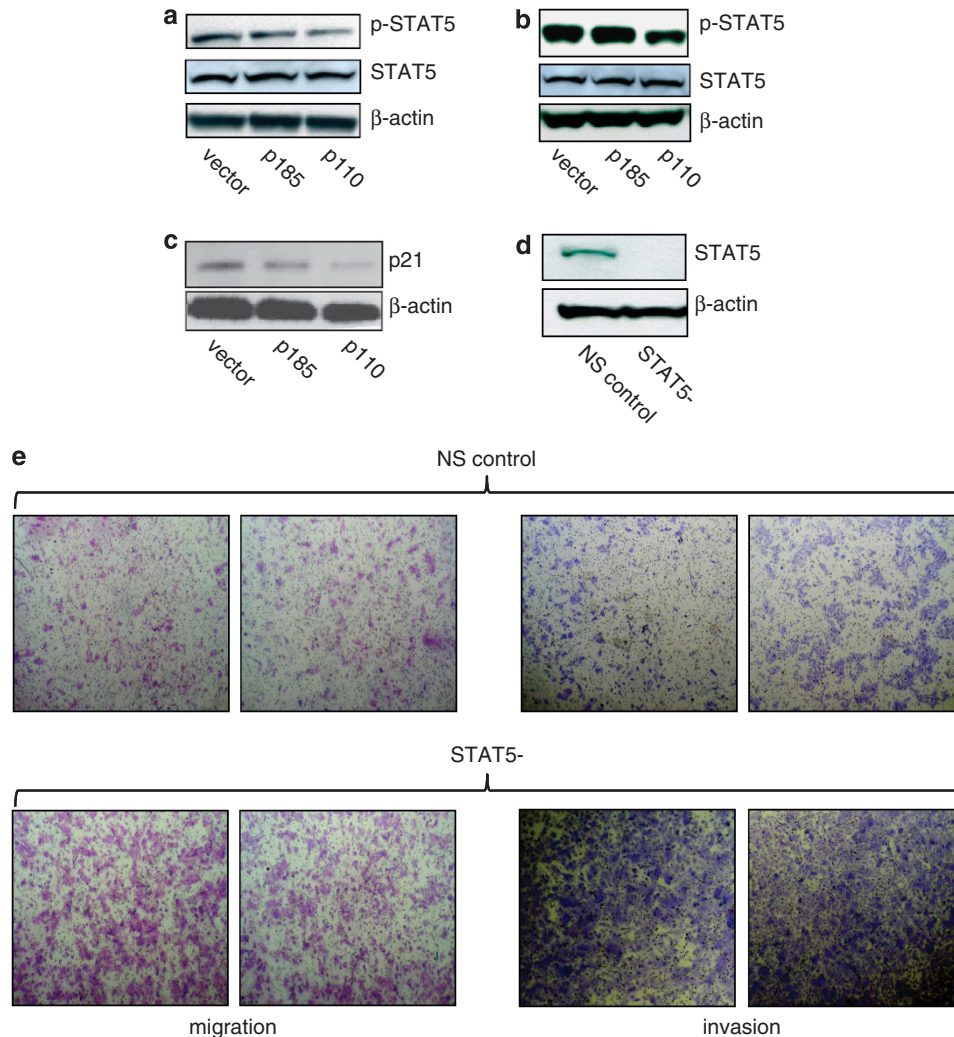 a
p-STAT5
STAT5
β-actin
vector
p185
p110
b
p-STAT5
STAT5
β-actin
vector
p185
p110
c
p21
β-actin
vector
p185
p110
d
STAT5
β-actin
NS control
STAT5-
e
NS control
STAT5-
migration
invasion